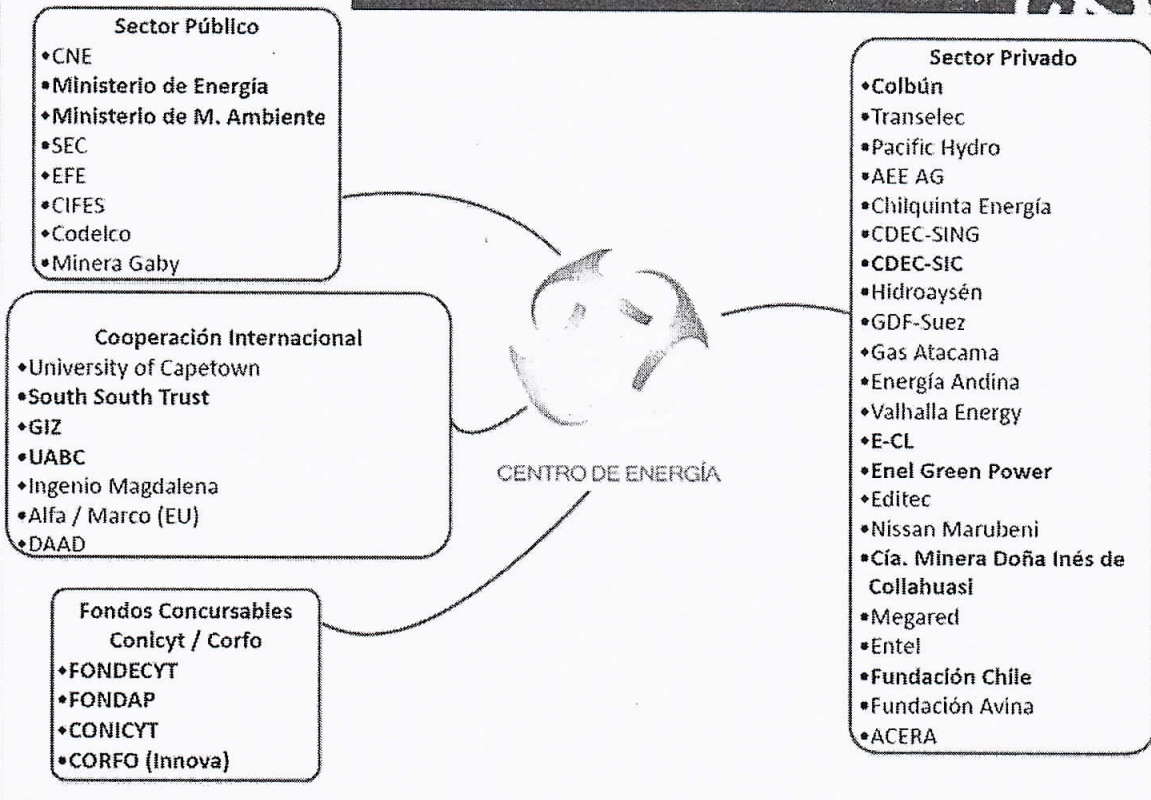 Sector Público
•CNE
•Ministerio de Energía
•Ministerio de M. Ambiente
•SEC
•EFE
•CIFES
•Codelco
•Minera Gaby
Cooperación Internacional
•University of Capetown
•South South Trust
•GIZ
•UABC
•Ingenio Magdalena
•Alfa / Marco (EU)
•DAAD
Fondos Concursables
Conicyt / Corfo
•FONDECYT
•FONDAP
•CONICYT
•CORFO (Innova)
CENTRO DE ENERGÍA
Sector Privado
•Colbún
•Transelec
•Pacific Hydro
•AEE AG
•Chilquinta Energía
•CDEC-SING
•CDEC-SIC
•Hidroaysén
•GDF-Suez
•Gas Atacama
•Energía Andina
•Valhalla Energy
•E-CL
•Enel Green Power
•Editec
•Nissan Marubeni
•Cía. Minera Doña Inés de
Collahuasi
•Megared
•Entel
•Fundación Chile
•Fundación Avina
•ACERA